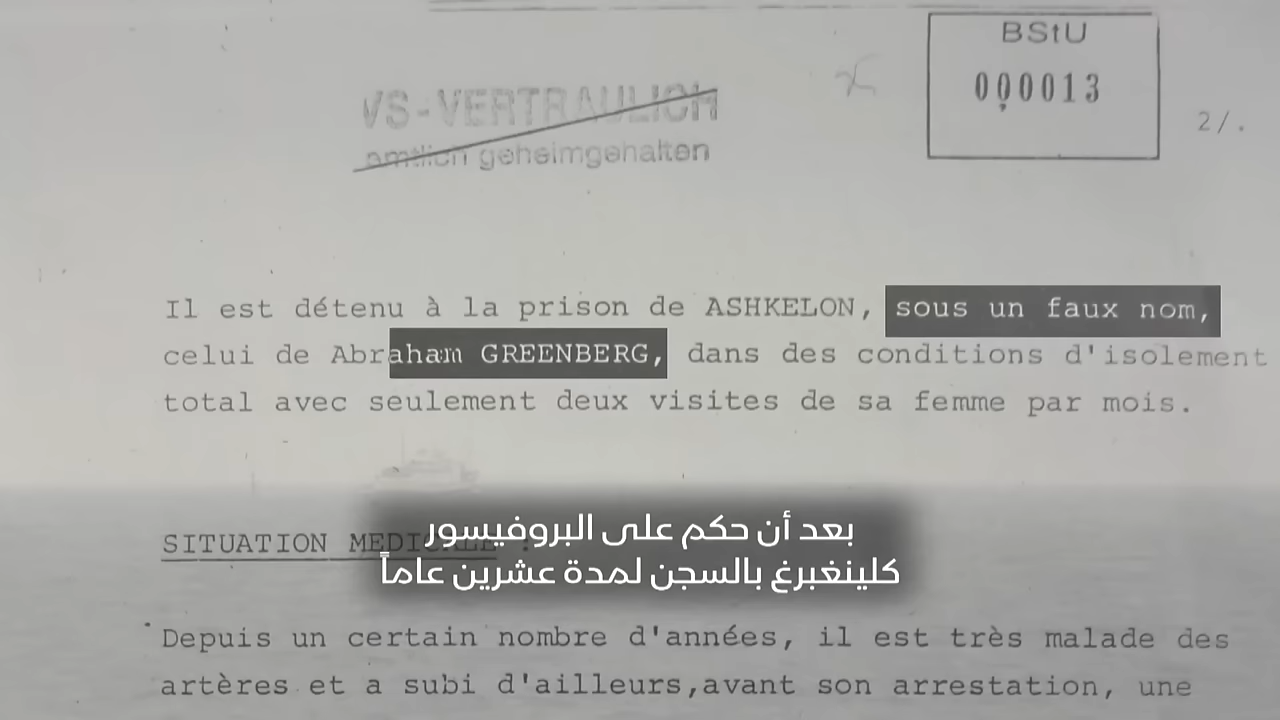 BStU
000013
VS-VERTRAULICH
amtlich geheimgehalten
2/.
Il est détenu à la prison de ASHKELON, sous un faux nom,
celui de Abraham GREENBERG, dans des conditions d'isolement
total avec seulement deux visites de sa femme par mois.
SITUATION MEDICALE :
بعد أن حكم على البروفيسور
كلينغبرغ بالسجن لمدة عشرين عاماً
Depuis un certain nombre d'années, il est très malade des
artères et a subi d'ailleurs,avant son arrestation, une